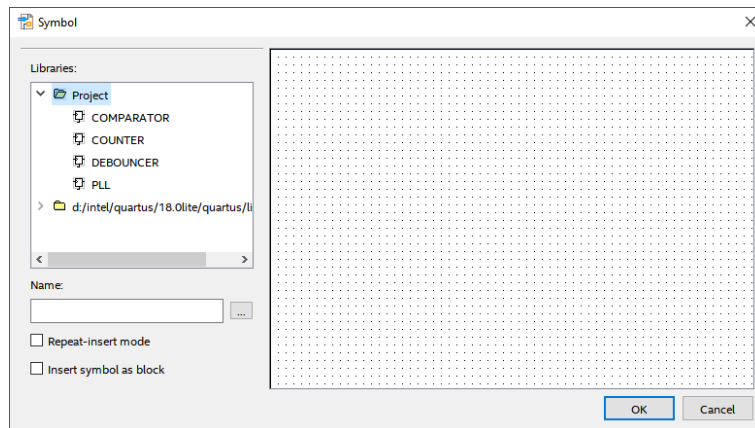 Symbol
Libraries:
Project
COMPARATOR
COUNTER
DEBOUNCER
PLL
d:/intel/quartus/18.0lite/quartus/li
Name:
...
Repeat-insert mode
Insert symbol as block
OK
Cancel